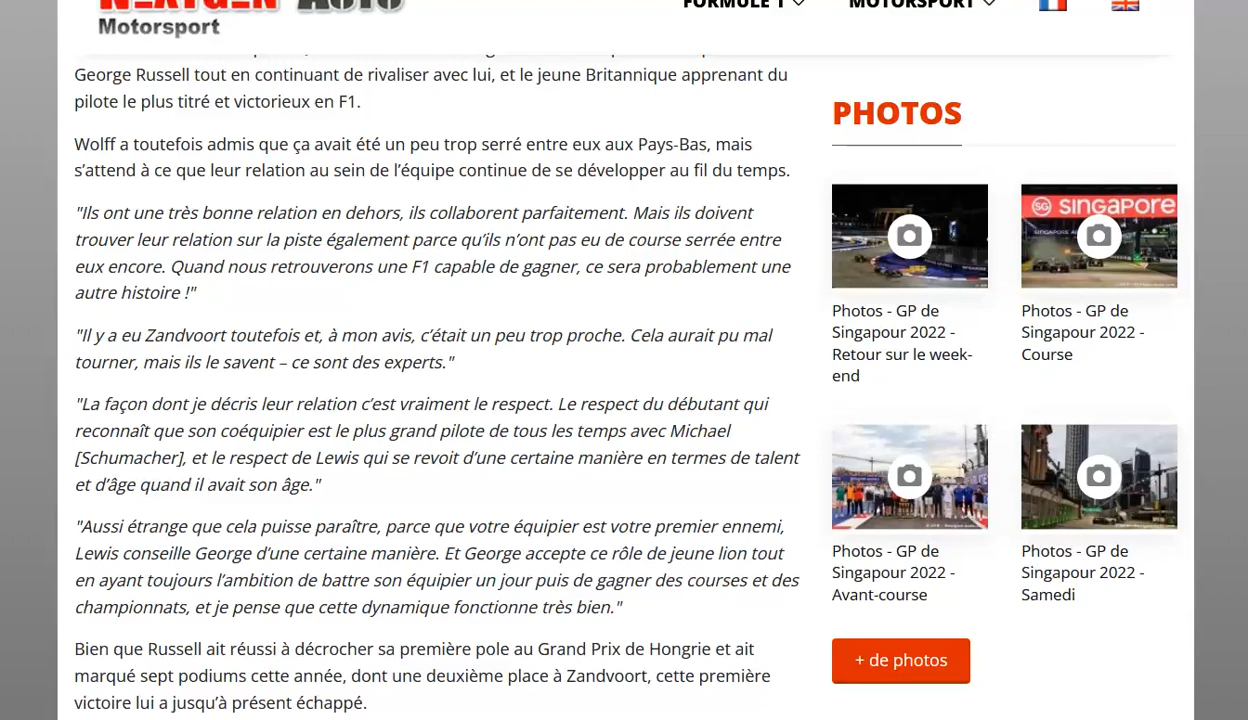 NEXTGEN AUTO
Motorsport
FORMULE 1
MOTORSPORT
George Russell tout en continuant de rivaliser avec lui, et le jeune Britannique apprenant du
pilote le plus titré et victorieux en F1.
Wolff a toutefois admis que ça avait été un peu trop serré entre eux aux Pays-Bas, mais
s’attend à ce que leur relation au sein de l’équipe continue de se développer au fil du temps.
"Ils ont une très bonne relation en dehors, ils collaborent parfaitement. Mais ils doivent
trouver leur relation sur la piste également parce qu’ils n’ont pas eu de course serrée entre
eux encore. Quand nous retrouverons une F1 capable de gagner, ce sera probablement une
autre histoire !"
"Il y a eu Zandvoort toutefois et, à mon avis, c’était un peu trop proche. Cela aurait pu mal
tourner, mais ils le savent – ce sont des experts."
"La façon dont je décris leur relation c’est vraiment le respect. Le respect du débutant qui
reconnaît que son coéquipier est le plus grand pilote de tous les temps avec Michael
[Schumacher], et le respect de Lewis qui se revoit d’une certaine manière en termes de talent
et d’âge quand il avait son âge."
"Aussi étrange que cela puisse paraître, parce que votre équipier est votre premier ennemi,
Lewis conseille George d’une certaine manière. Et George accepte ce rôle de jeune lion tout
en ayant toujours l’ambition de battre son équipier un jour puis de gagner des courses et des
championnats, et je pense que cette dynamique fonctionne très bien."
Bien que Russell ait réussi à décrocher sa première pole au Grand Prix de Hongrie et ait
marqué sept podiums cette année, dont une deuxième place à Zandvoort, cette première
victoire lui a jusqu’à présent échappé.
PHOTOS
SG SINGAPORE
Photos - GP de
Singapour 2022 -
Retour sur le week-
end
Photos - GP de
Singapour 2022 -
Course
Photos - GP de
Singapour 2022 -
Avant-course
Photos - GP de
Singapour 2022 -
Samedi
+ de photos